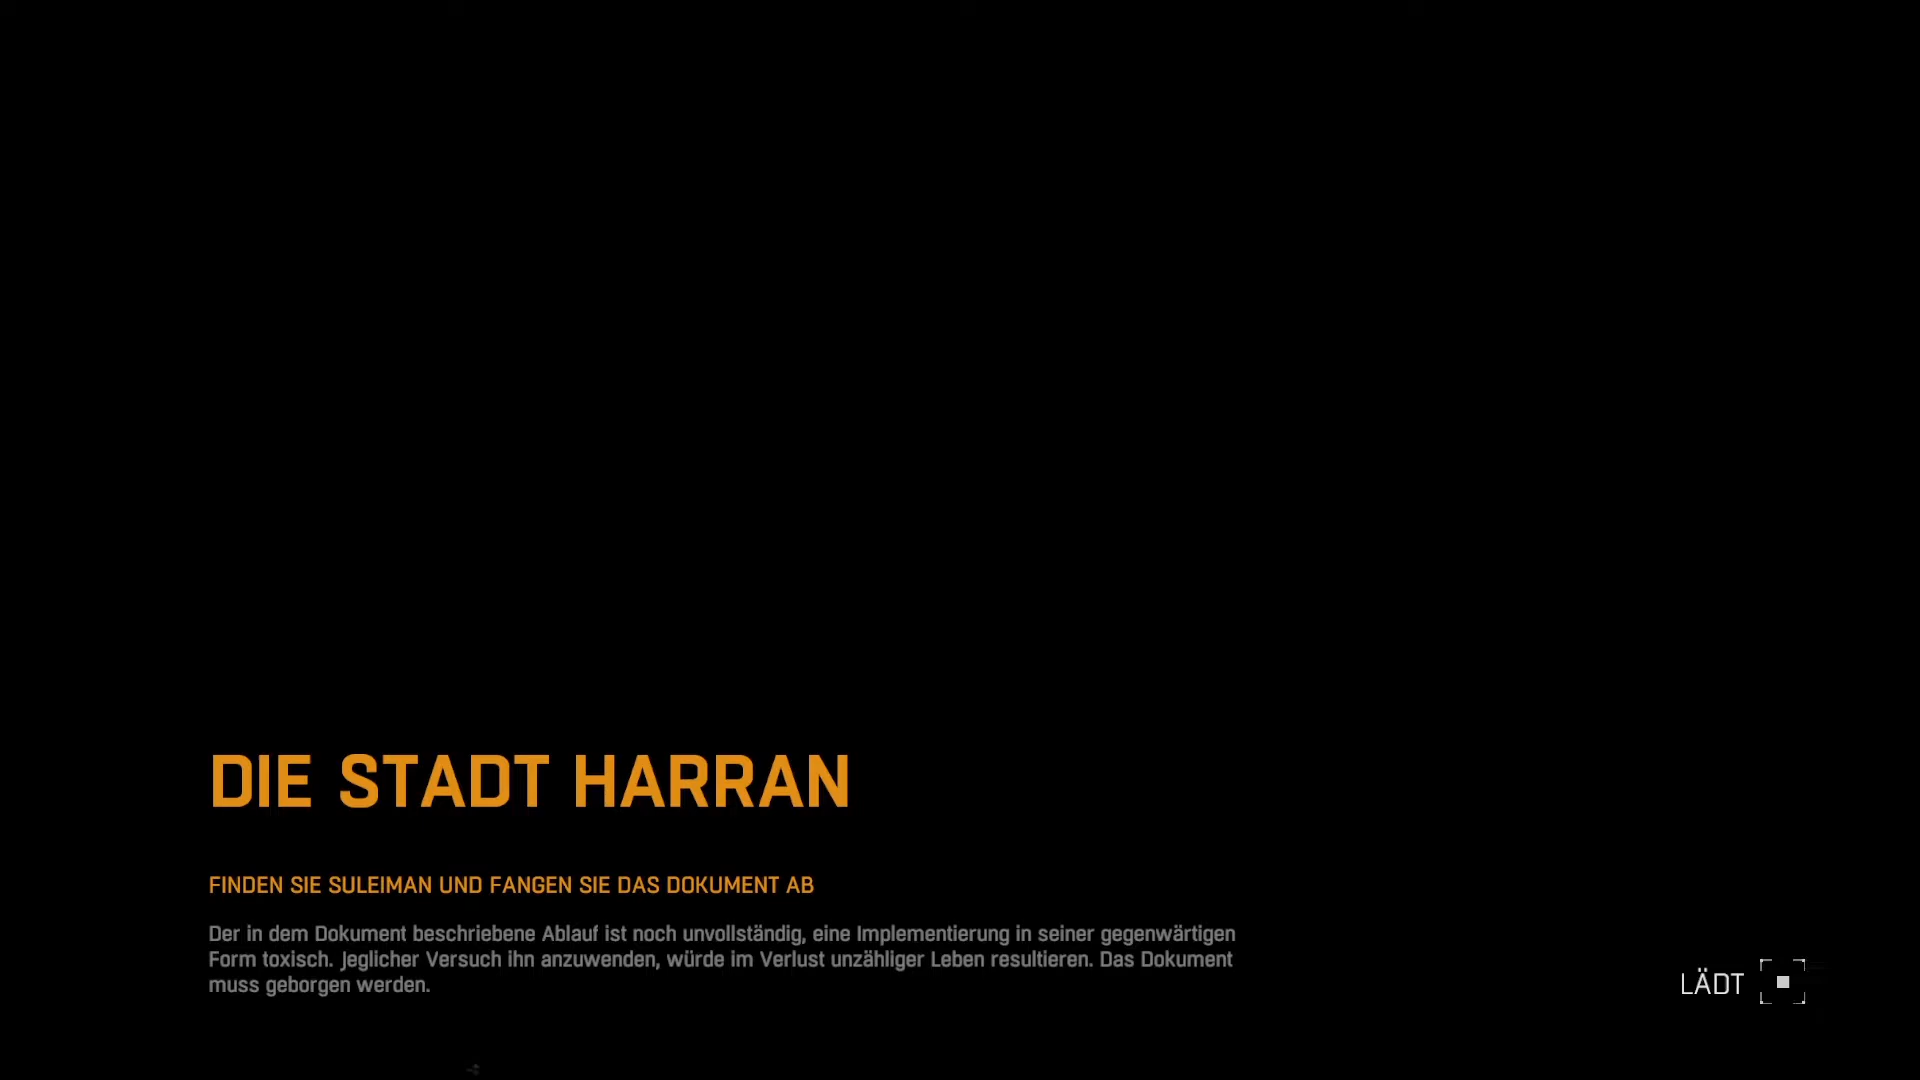 DIE STADT HARRAN
FINDEN SIE SULEIMAN UND FANGEN SIE DAS DOKUMENT AB
Der in dem Dokument beschriebene Ablauf ist noch unvollständig, eine Implementierung in seiner gegenwärtigen
Form toxisch. Jeglicher Versuch ihn anzuwenden, würde im Verlust unzähliger Leben resultieren. Das Dokument
muss geborgen werden.
LÄDT